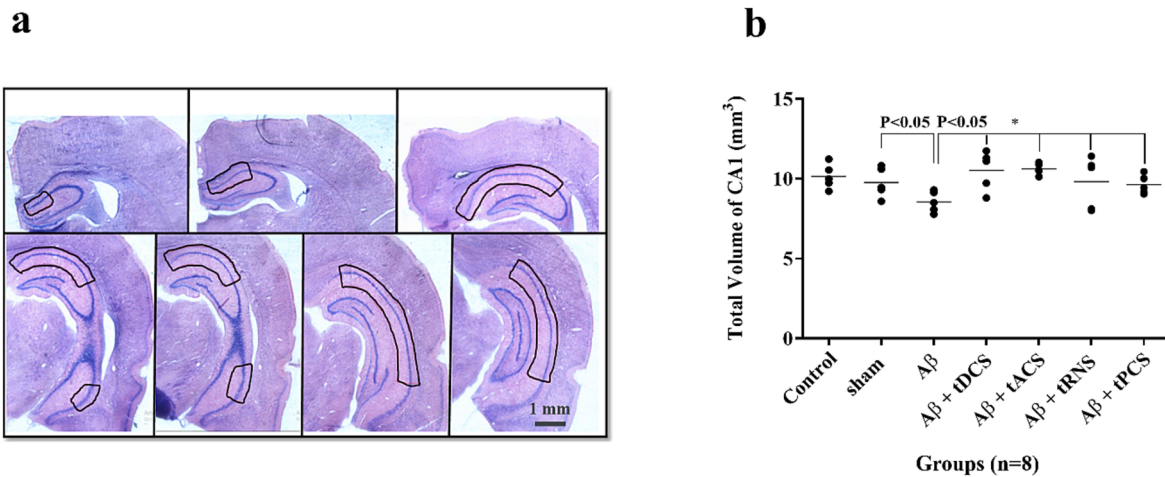 a
1 mm
b
Total Volume of CA1 (mm³)
15
10
5
0
P<0.05 P<0.05 *
Control
sham
Aβ
Aβ + tDCS
Aβ + tACS
Aβ + tRNS
Aβ + tPCS
Groups (n=8)